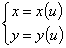 x = x(u)
y = y(u)